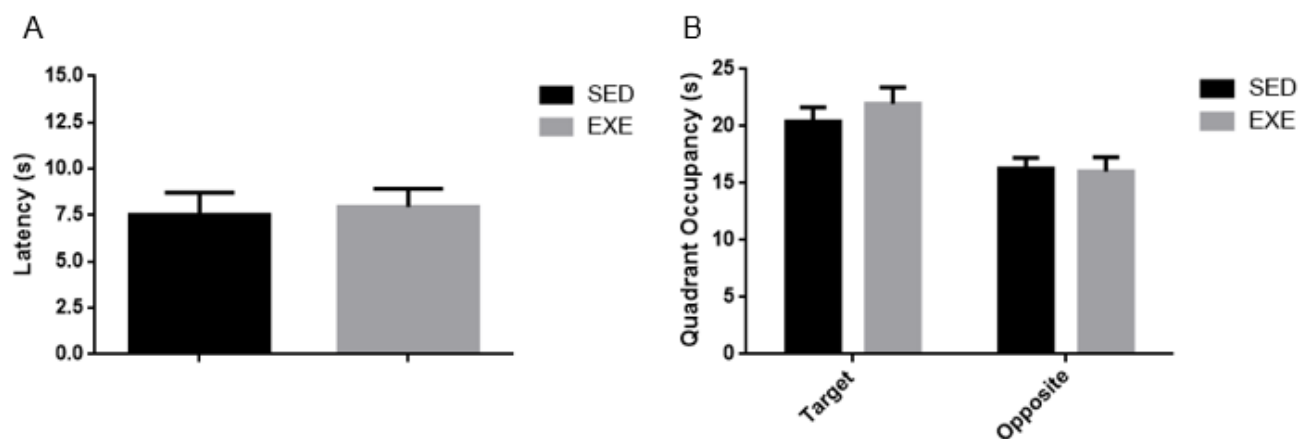 A
Latency (s)
15.0
12.5
10.0
7.5
5.0
2.5
0.0
SED
EXE
B
Quadrant Occupancy (s)
25
20
15
10
5
0
Target
Opposite
SED
EXE